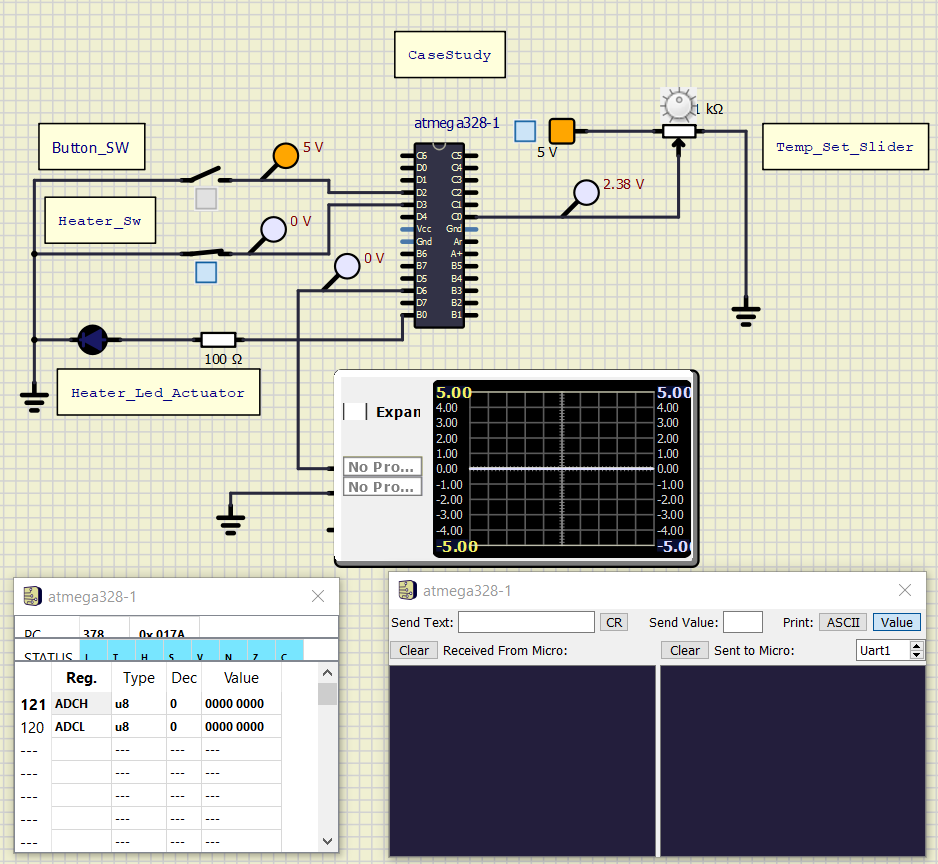 CaseStudy
atmega328-1
1 kΩ
Button_SW
5 V
5 V
Temp_Set_Slider
2.38 V
Heater_Sw
0 V
0 V
C6 C5
D0 C4
D1 C3
D2 C2
D3 C1
D4 C0
Vcc Gnd
Gnd Ar
B6 A+
B7 B5
D5 B4
D6 B3
D7 B2
B0 B1
100 Ω
Heater_Led_Actuator
Expan
No Pro...
No Pro...
5.00 5.00
4.00 4.00
3.00 3.00
2.00 2.00
1.00 1.00
0.00 0.00
-1.00 -1.00
-2.00 -2.00
-3.00 -3.00
-4.00 -4.00
-5.00 -5.00
atmega328-1
PC 378 0x 017A
STATUS I T H S V N Z C
Reg. Type Dec Value
121 ADCH u8 0 0000 0000
120 ADCL u8 0 0000 0000
--- --- --- ---
--- --- --- ---
--- --- --- ---
--- --- --- ---
--- --- --- ---
atmega328-1
Send Text: CR Send Value: Print: ASCII Value
Clear Received From Micro: Clear Sent to Micro: Uart1